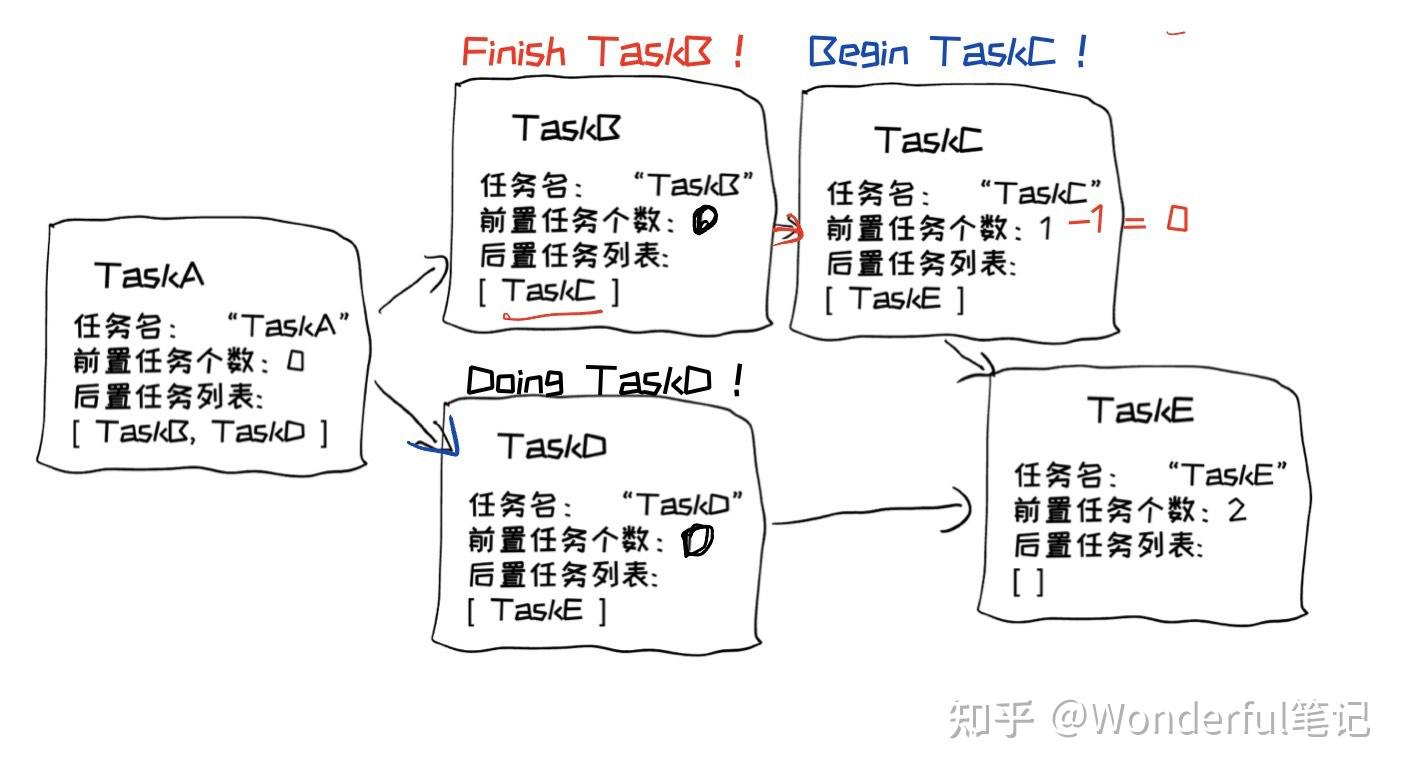 Finish TaskB !
Begin TaskC !
TaskA
任务名: “TaskA”
前置任务个数: 0
后置任务列表:
[ TaskB, TaskD ]
TaskB
任务名: “TaskB”
前置任务个数: 0
后置任务列表:
[ TaskC ]
TaskC
任务名: “TaskC”
前置任务个数: 1 -1 = 0
后置任务列表:
[ TaskE ]
Doing TaskD !
TaskD
任务名: “TaskD”
前置任务个数: 0
后置任务列表:
[ TaskE ]
TaskE
任务名: “TaskE”
前置任务个数: 2
后置任务列表:
[ ]
知乎 @Wonderful笔记